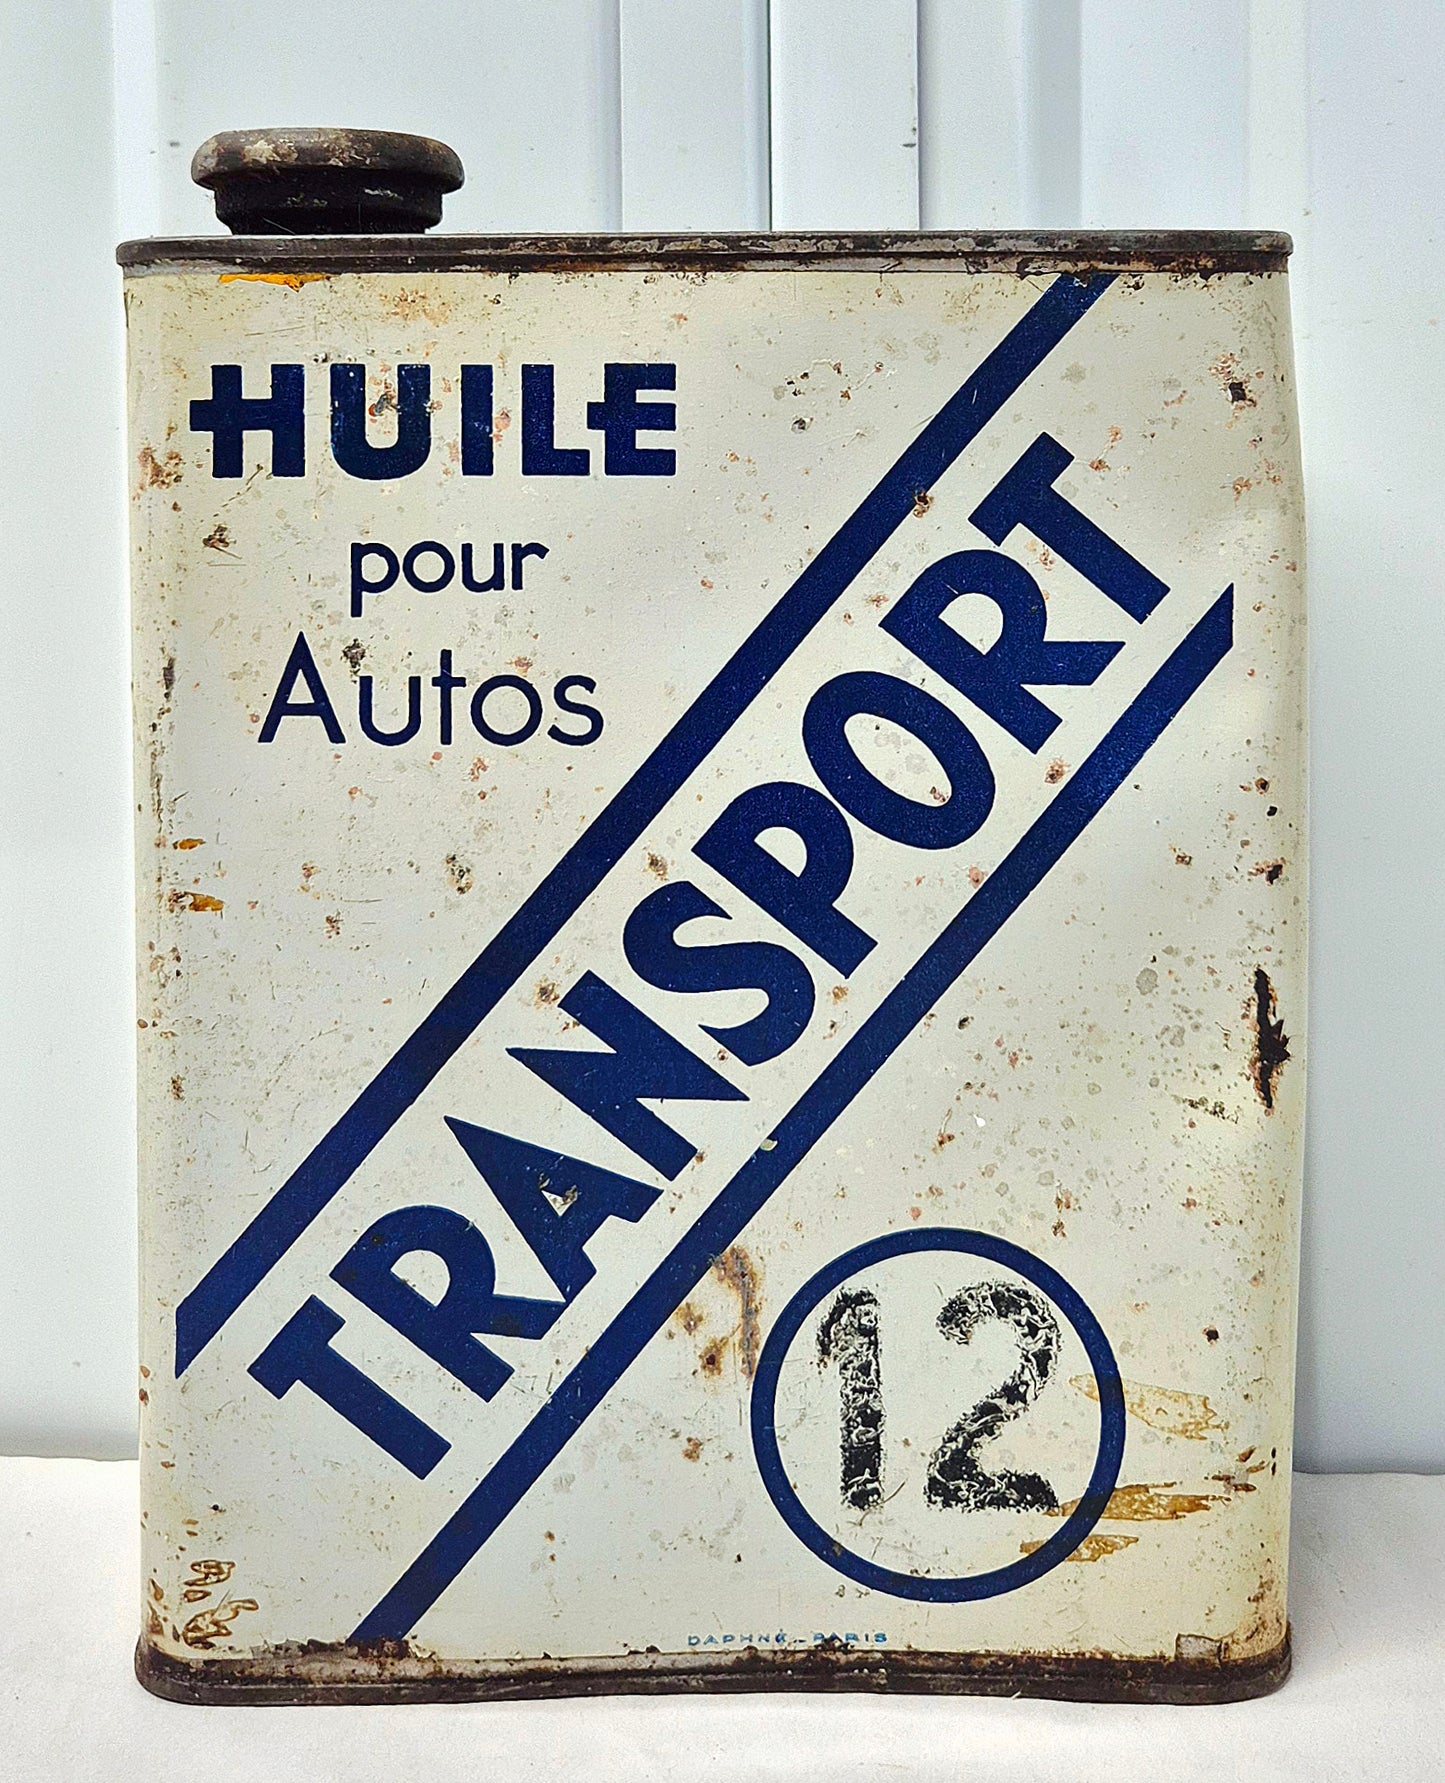 HUILE
pour
Autos
TRANSPORT
12
DAPHNÉ - PARIS